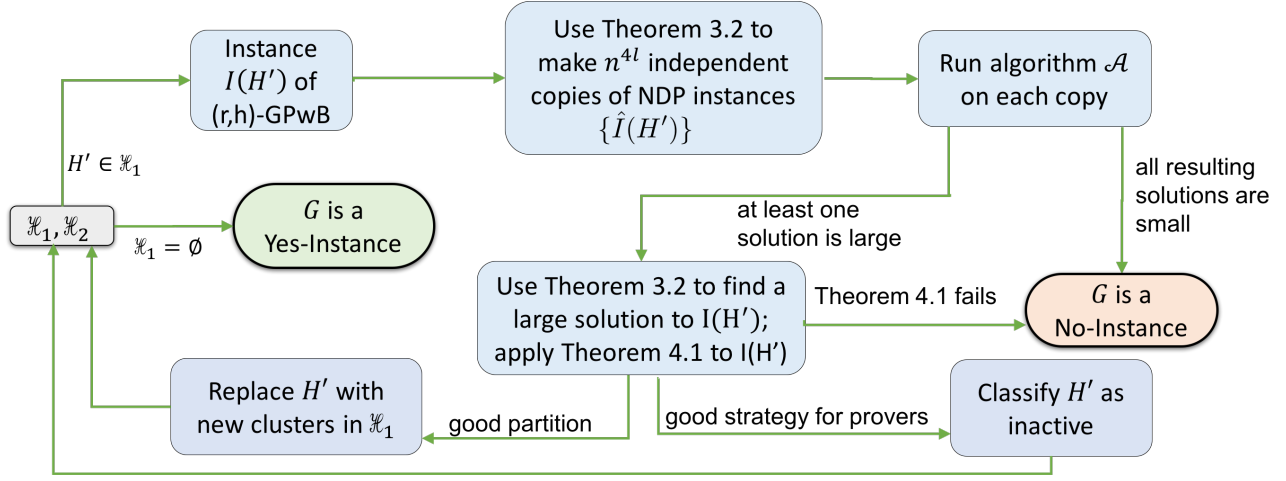 Instance
I(H′) of
(r,h)-GPwB
Use Theorem 3.2 to
make n^{4l} independent
copies of NDP instances
{Î(H′)}
Run algorithm 𝒜
on each copy
H′ ∈ ℋ₁
ℋ₁, ℋ₂
ℋ₁ = ∅
G is a
Yes-Instance
at least one
solution is large
all resulting
solutions are
small
Use Theorem 3.2 to find a
large solution to I(H′);
apply Theorem 4.1 to I(H’)
Theorem 4.1 fails
G is a
No-Instance
Replace H′ with
new clusters in ℋ₁
good partition
good strategy for provers
Classify H′ as
inactive